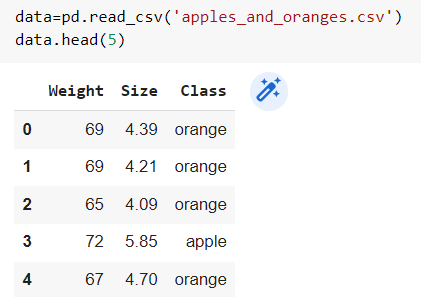 data=pd.read_csv('apples_and_oranges.csv')
data.head(5)
Weight Size Class
0 69 4.39 orange
1 69 4.21 orange
2 65 4.09 orange
3 72 5.85 apple
4 67 4.70 orange